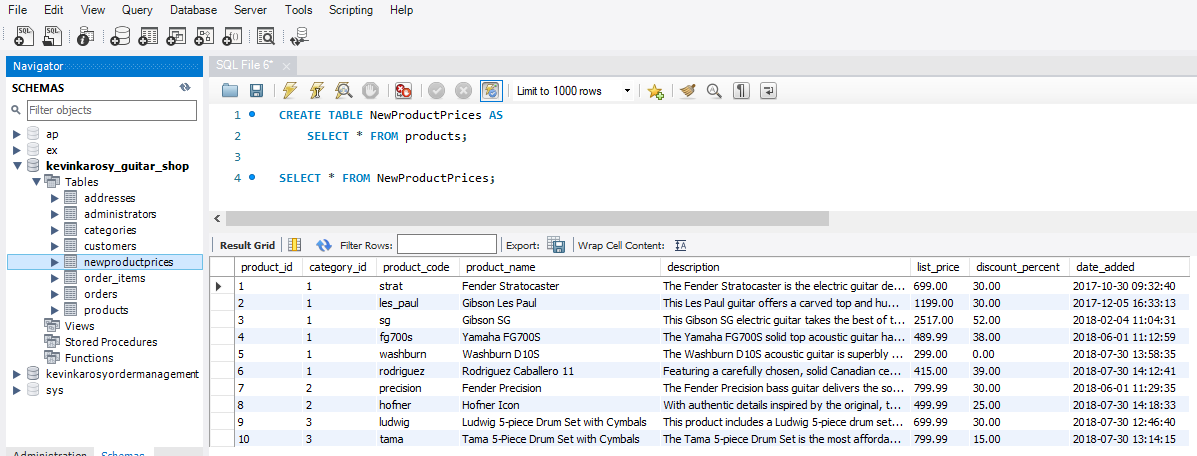 File Edit View Query Database Server Tools Scripting Help
Navigator
SCHEMAS
Filter objects
ap
ex
kevinkarosy_guitar_shop
Tables
addresses
administrators
categories
customers
newproductprices
order_items
orders
products
Views
Stored Procedures
Functions
kevinkarosyordermanagement
sys
Administration Schemas
SQL File 6*
Limit to 1000 rows
1 CREATE TABLE NewProductPrices AS
2 SELECT * FROM products;
3
4 SELECT * FROM NewProductPrices;
Result Grid Filter Rows: Export: Wrap Cell Content:
product_id category_id product_code product_name description list_price discount_percent date_added
1 1 strat Fender Stratocaster The Fender Stratocaster is the electric guitar de... 699.00 30.00 2017-10-30 09:32:40
2 1 les_paul Gibson Les Paul This Les Paul guitar offers a carved top and hu... 1199.00 30.00 2017-12-05 16:33:13
3 1 sg Gibson SG This Gibson SG electric guitar takes the best of t... 2517.00 52.00 2018-02-04 11:04:31
4 1 fg700s Yamaha FG700S The Yamaha FG700S solid top acoustic guitar ha... 489.99 38.00 2018-06-01 11:12:59
5 1 washburn Washburn D10S The Washburn D10S acoustic guitar is superbly ... 299.00 0.00 2018-07-30 13:58:35
6 1 rodriguez Rodriguez Caballero 11 Featuring a carefully chosen, solid Canadian ce... 415.00 39.00 2018-07-30 14:12:41
7 2 precision Fender Precision The Fender Precision bass guitar delivers the so... 799.99 30.00 2018-06-01 11:29:35
8 2 hofner Hofner Icon With authentic details inspired by the original, t... 499.99 25.00 2018-07-30 14:18:33
9 3 ludwig Ludwig 5-piece Drum Set with Cymbals This product includes a Ludwig 5-piece drum set... 699.99 30.00 2018-07-30 12:46:40
10 3 tama Tama 5-Piece Drum Set with Cymbals The Tama 5-piece Drum Set is the most afforda... 799.99 15.00 2018-07-30 13:14:15